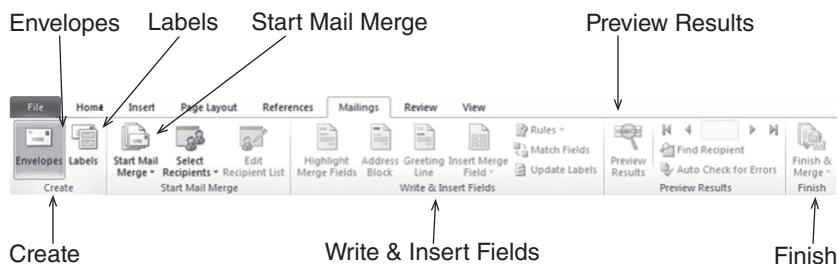 Envelopes Labels Start Mail Merge Preview Results
File Home Insert Page Layout References Mailings Review View
Envelopes Labels Start Mail Merge Select Recipients Edit Recipient List Highlight Merge Fields Address Block Greeting Line Insert Merge Field Rules Match Fields Update Labels Preview Results Find Recipient Auto Check for Errors Finish & Merge
Create Start Mail Merge Write & Insert Fields Preview Results Finish
Create Write & Insert Fields Finish